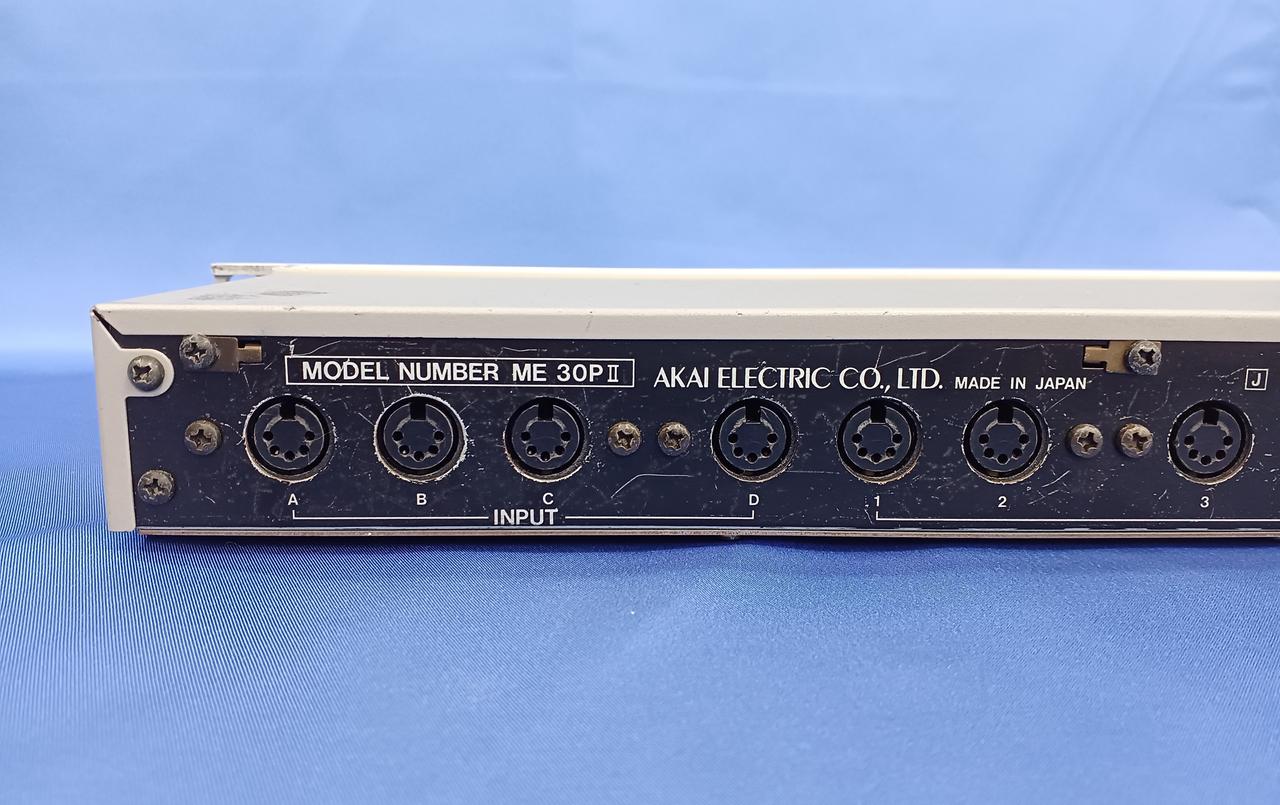 MODEL NUMBER ME 30PⅡ
AKAI ELECTRIC CO., LTD. MADE IN JAPAN
J
A B C D 1 2 3
INPUT